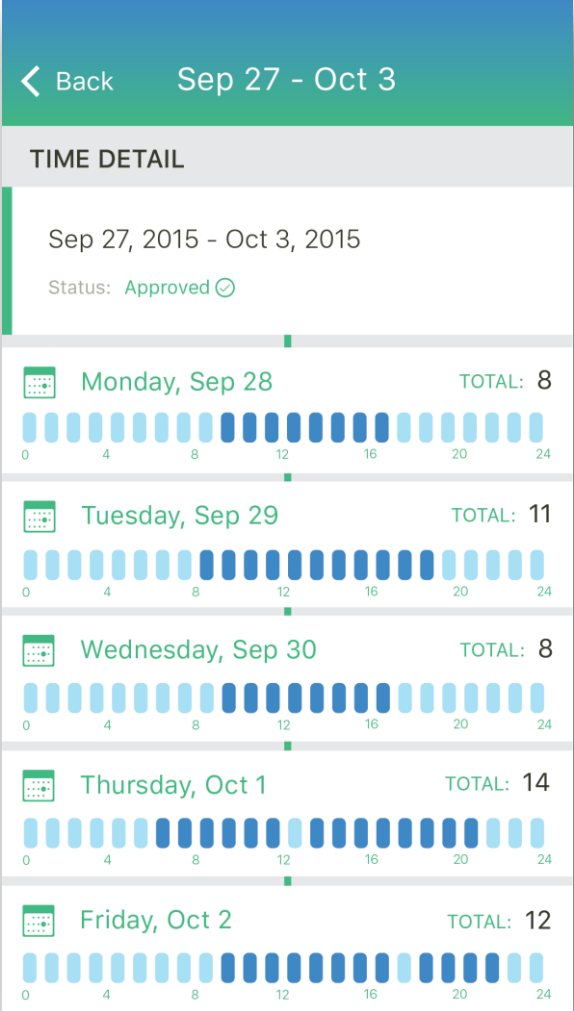 Back Sep 27 - Oct 3
TIME DETAIL
Sep 27, 2015 - Oct 3, 2015
Status: Approved
Monday, Sep 28 TOTAL: 8
0 4 8 12 16 20 24
Tuesday, Sep 29 TOTAL: 11
0 4 8 12 16 20 24
Wednesday, Sep 30 TOTAL: 8
0 4 8 12 16 20 24
Thursday, Oct 1 TOTAL: 14
0 4 8 12 16 20 24
Friday, Oct 2 TOTAL: 12
0 4 8 12 16 20 24